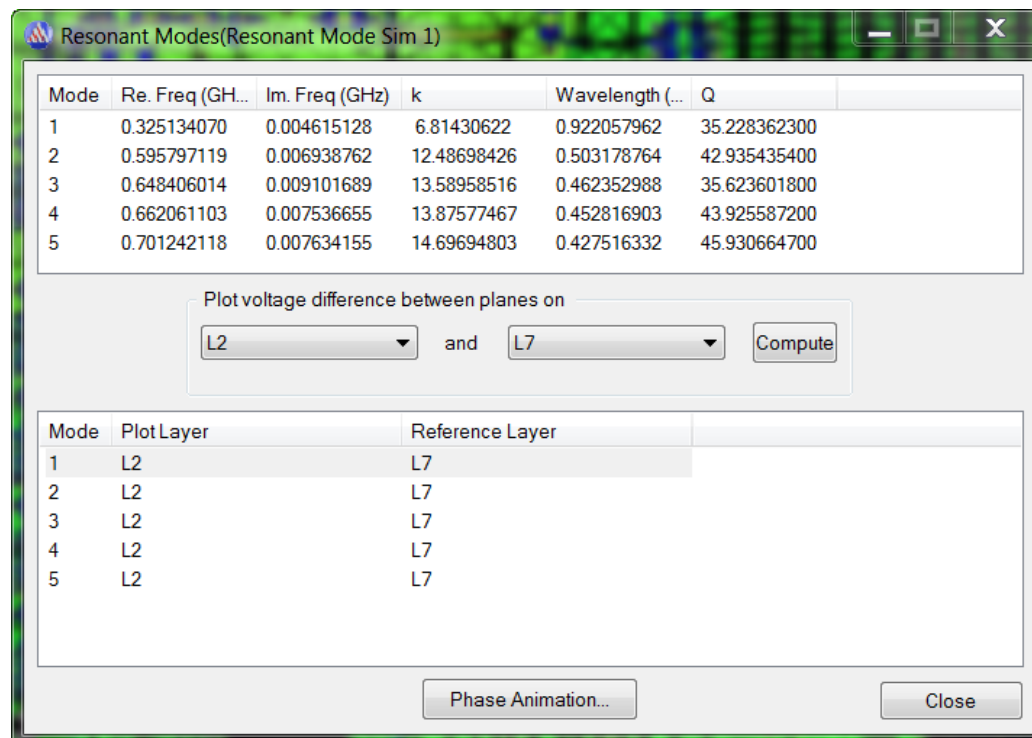 Resonant Modes(Resonant Mode Sim 1)
Mode Re. Freq (GH... Im. Freq (GHz) k Wavelength (... Q
1 0.325134070 0.004615128 6.81430622 0.922057962 35.228362300
2 0.595797119 0.006938762 12.48698426 0.503178764 42.935435400
3 0.648406014 0.009101689 13.58958516 0.462352988 35.623601800
4 0.662061103 0.007536655 13.87577467 0.452816903 43.925587200
5 0.701242118 0.007634155 14.69694803 0.427516332 45.930664700
Plot voltage difference between planes on
L2 and L7 Compute
Mode Plot Layer Reference Layer
1 L2 L7
2 L2 L7
3 L2 L7
4 L2 L7
5 L2 L7
Phase Animation... Close